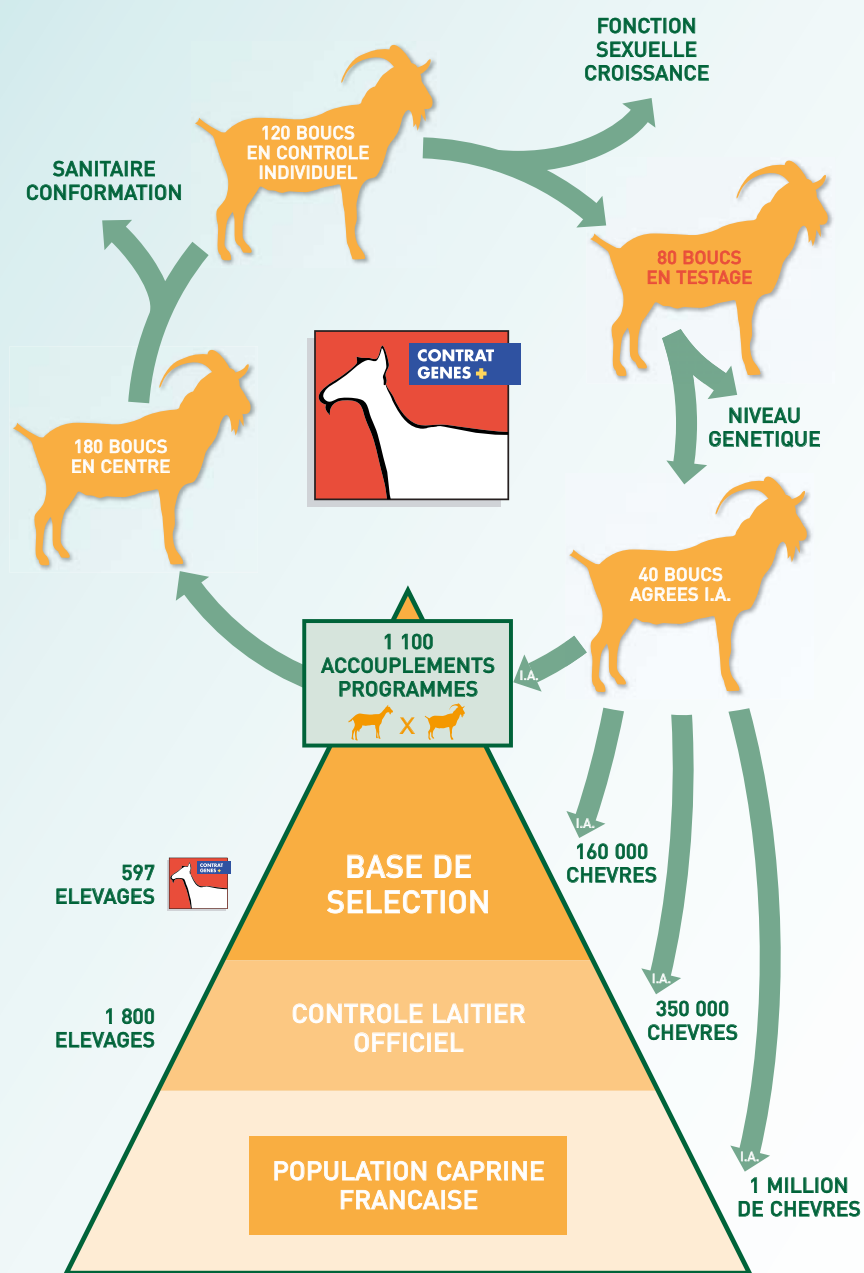 FONCTION
SEXUELLE
CROISSANCE
120 BOUCS
EN CONTROLE
INDIVIDUEL
SANITAIRE
CONFORMATION
80 BOUCS
EN TESTAGE
CONTRAT
GENES +
NIVEAU
GENETIQUE
180 BOUCS
EN CENTRE
40 BOUCS
AGREES I.A.
1 100
ACCOUPLEMENTS
PROGRAMMES
X
I.A.
I.A.
160 000
CHEVRES
597
ELEVAGES
CONTRAT
GENES +
BASE DE
SELECTION
I.A.
350 000
CHEVRES
1 800
ELEVAGES
CONTROLE LAITIER
OFFICIEL
I.A.
1 MILLION
DE CHEVRES
POPULATION CAPRINE
FRANCAISE